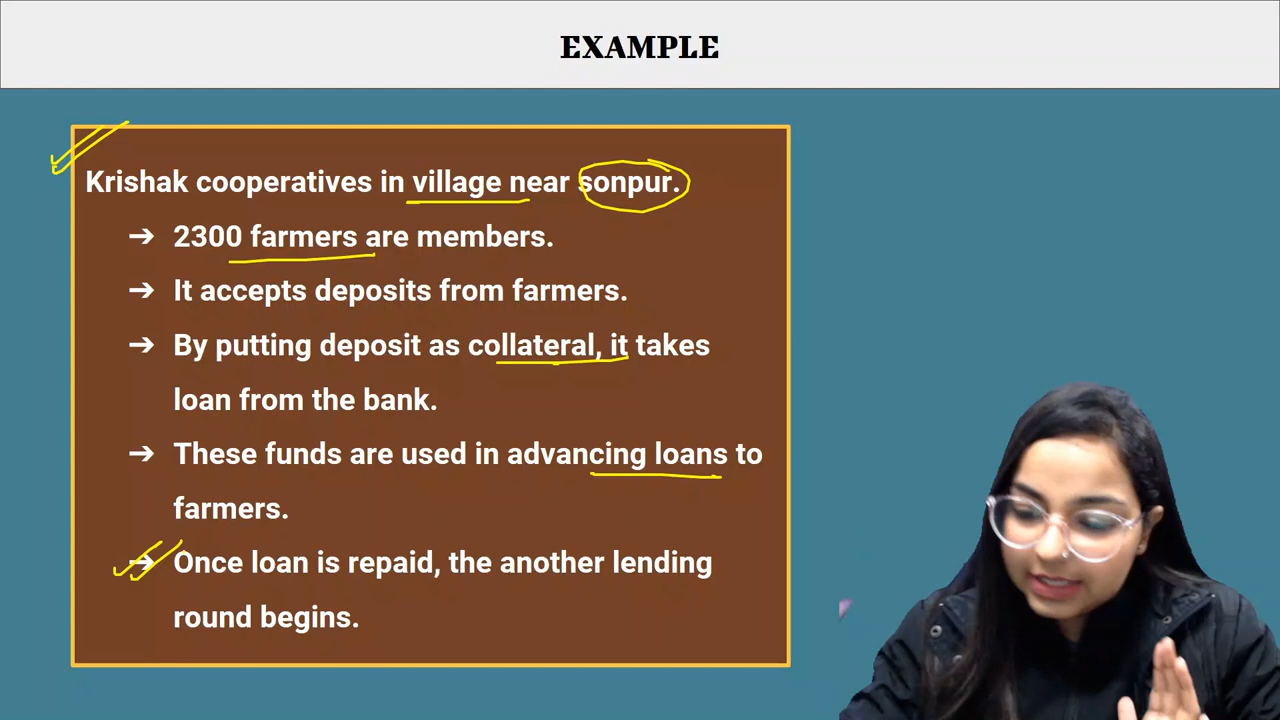 EXAMPLE
Krishak cooperatives in village near sonpur.
➔ 2300 farmers are members.
➔ It accepts deposits from farmers.
➔ By putting deposit as collateral, it takes
loan from the bank.
➔ These funds are used in advancing loans to
farmers.
➔ Once loan is repaid, the another lending
round begins.